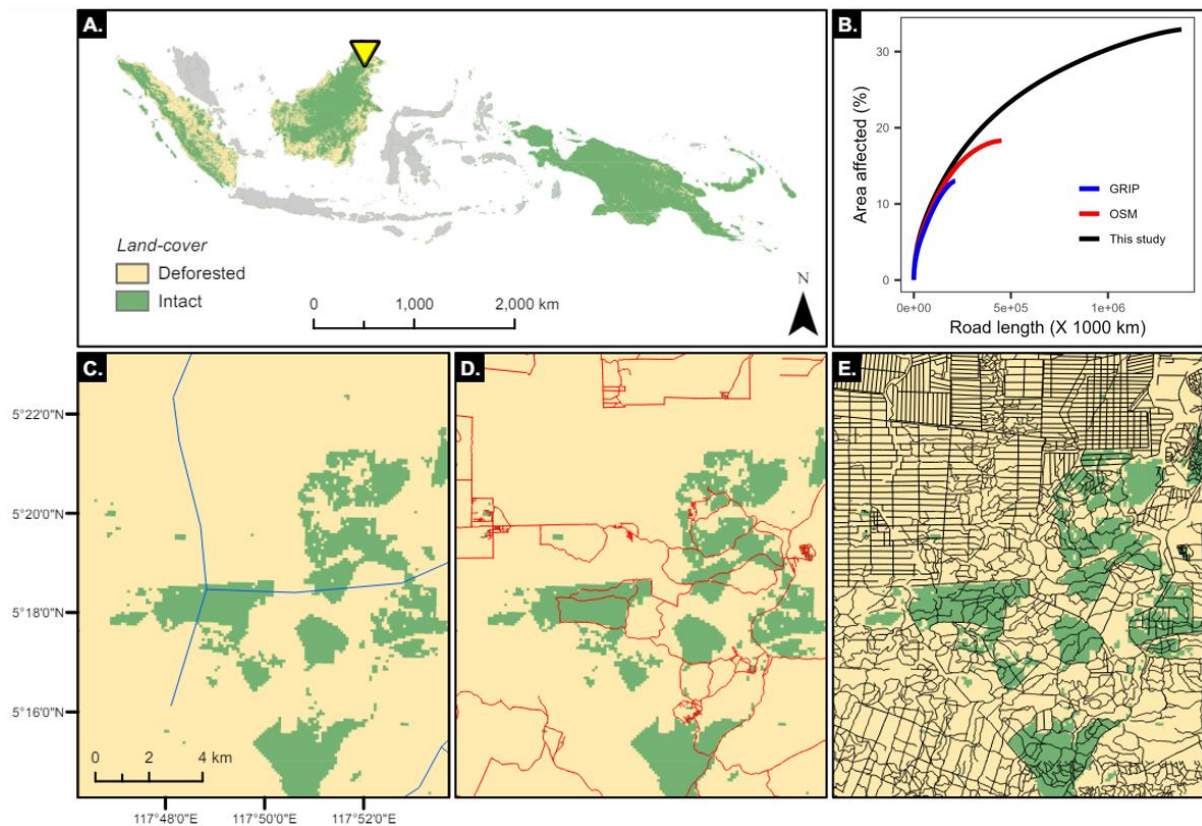 A.
Land-cover
Deforested
Intact
0 1,000 2,000 km
N
B.
Area affected (%)
30
20
10
0
GRIP
OSM
This study
0e+00 5e+05 1e+06
Road length (X 1000 km)
C.
5°22'0"N
5°20'0"N
5°18'0"N
5°16'0"N
0 2 4 km
117°48'0"E 117°50'0"E 117°52'0"E
D.
E.